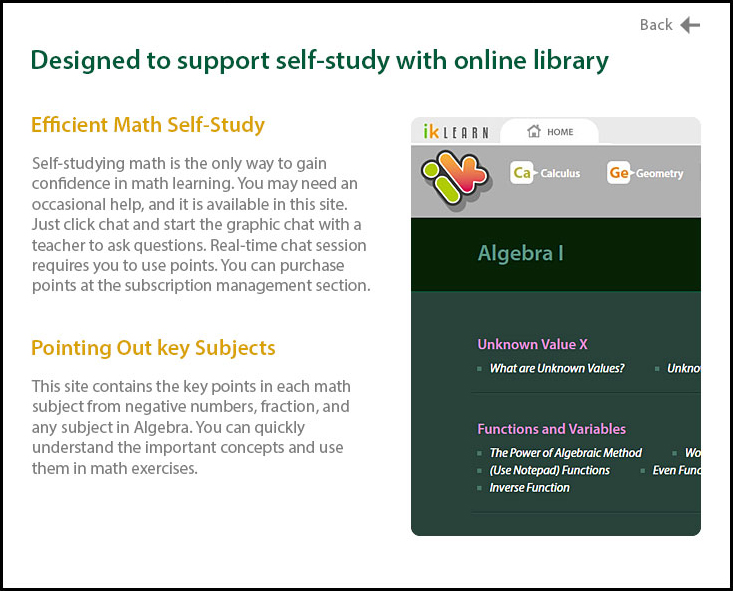 Back
Designed to support self-study with online library
Efficient Math Self-Study
Self-studying math is the only way to gain
confidence in math learning. You may need an
occasional help, and it is available in this site.
Just click chat and start the graphic chat with a
teacher to ask questions. Real-time chat session
requires you to use points. You can purchase
points at the subscription management section.
Pointing Out key Subjects
This site contains the key points in each math
subject from negative numbers, fraction, and
any subject in Algebra. You can quickly
understand the important concepts and use
them in math exercises.
ik LEARN HOME
Ca Calculus Ge Geometry
Algebra I
Unknown Value X
What are Unknown Values? Unkno
Functions and Variables
The Power of Algebraic Method Wo
(Use Notepad) Functions Even Func
Inverse Function